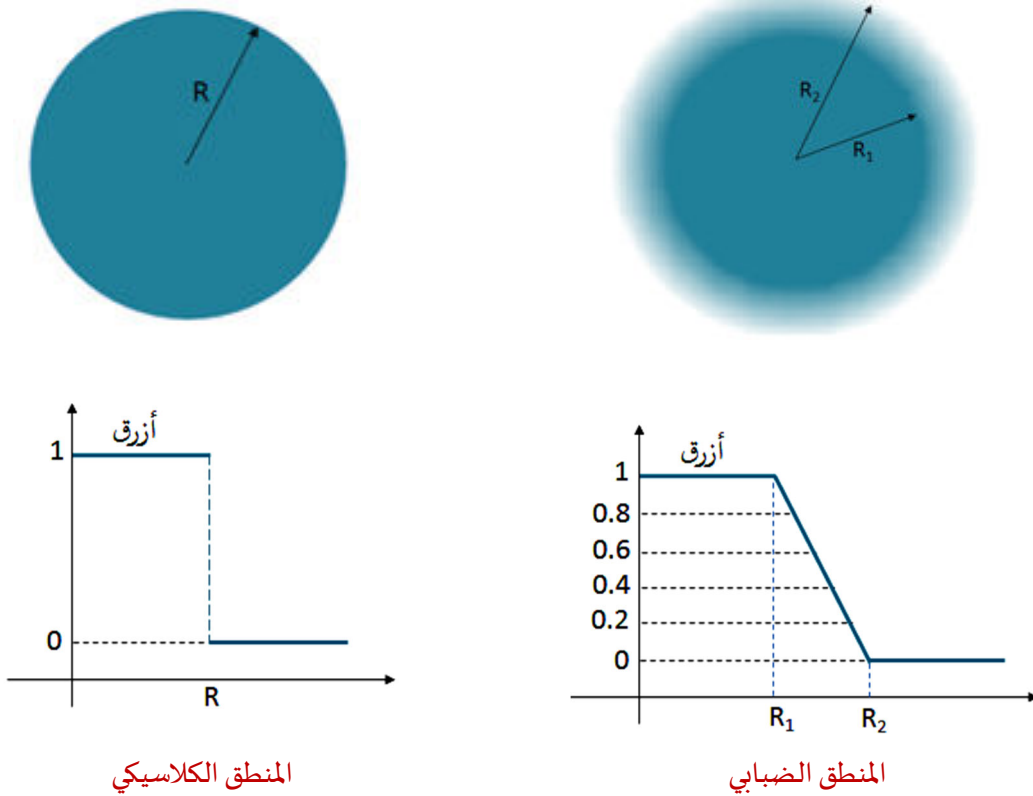 R
R₂
R₁
أزرق
1
0
R
أزرق
1
0.8
0.6
0.4
0.2
0
R₁
R₂
المنطق الكلاسيكي
المنطق الضبابي